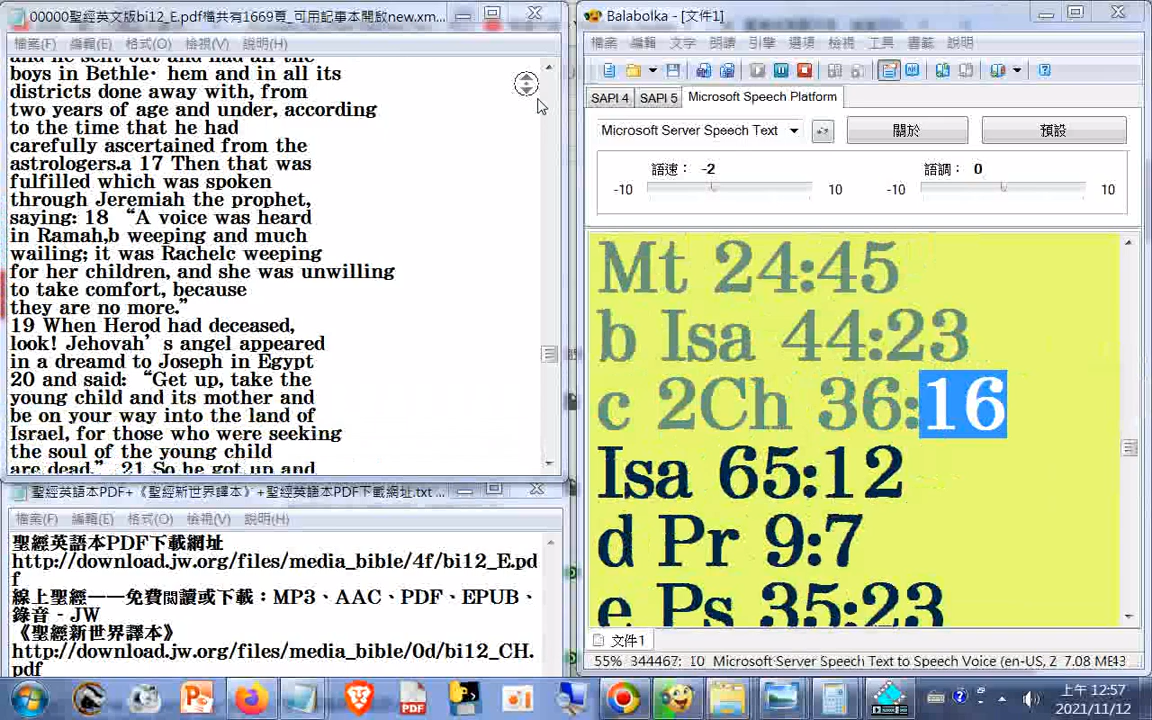 00000聖經英文版bi12_E.pdf檔共有1669頁_可用記事本開啟new.xm...
檔案(F) 編輯(E) 格式(O) 檢視(V) 說明(H)
and he sent out and had all the
boys in Bethle· hem and in all its
districts done away with, from
two years of age and under, according
to the time that he had
carefully ascertained from the
astrologers.a 17 Then that was
fulfilled which was spoken
through Jeremiah the prophet,
saying: 18 “A voice was heard
in Ramah,b weeping and much
wailing; it was Rachelc weeping
for her children, and she was unwilling
to take comfort, because
they are no more.”
19 When Herod had deceased,
look! Jehovah’ s angel appeared
in a dreamd to Joseph in Egypt
20 and said: “Get up, take the
young child and its mother and
be on your way into the land of
Israel, for those who were seeking
the soul of the young child
are dead.” 21 So he got up and
聖經英語本PDF+《聖經新世界譯本》+聖經英語本PDF下載網址.txt ...
檔案(F) 編輯(E) 格式(O) 檢視(V) 說明(H)
聖經英語本PDF下載網址
http://download.jw.org/files/media_bible/4f/bi12_E.pd
f
線上聖經——免費閱讀或下載：MP3、AAC、PDF、EPUB、
錄音 - JW
《聖經新世界譯本》
http://download.jw.org/files/media_bible/0d/bi12_CH.
pdf
Balabolka - [文件1]
檔案 編輯 文字 朗讀 引擎 選項 檢視 工具 書籤 說明
SAPI 4 SAPI 5 Microsoft Speech Platform
Microsoft Server Speech Text 關於 預設
語速： -2 語調： 0
-10 10 -10 10
Mt 24:45
b Isa 44:23
c 2Ch 36:16
Isa 65:12
d Pr 9:7
e Ps 35:23
文件1
55% 344467: 10 Microsoft Server Speech Text to Speech Voice (en-US, Z 7.08 ME43
上午 12:57
2021/11/12